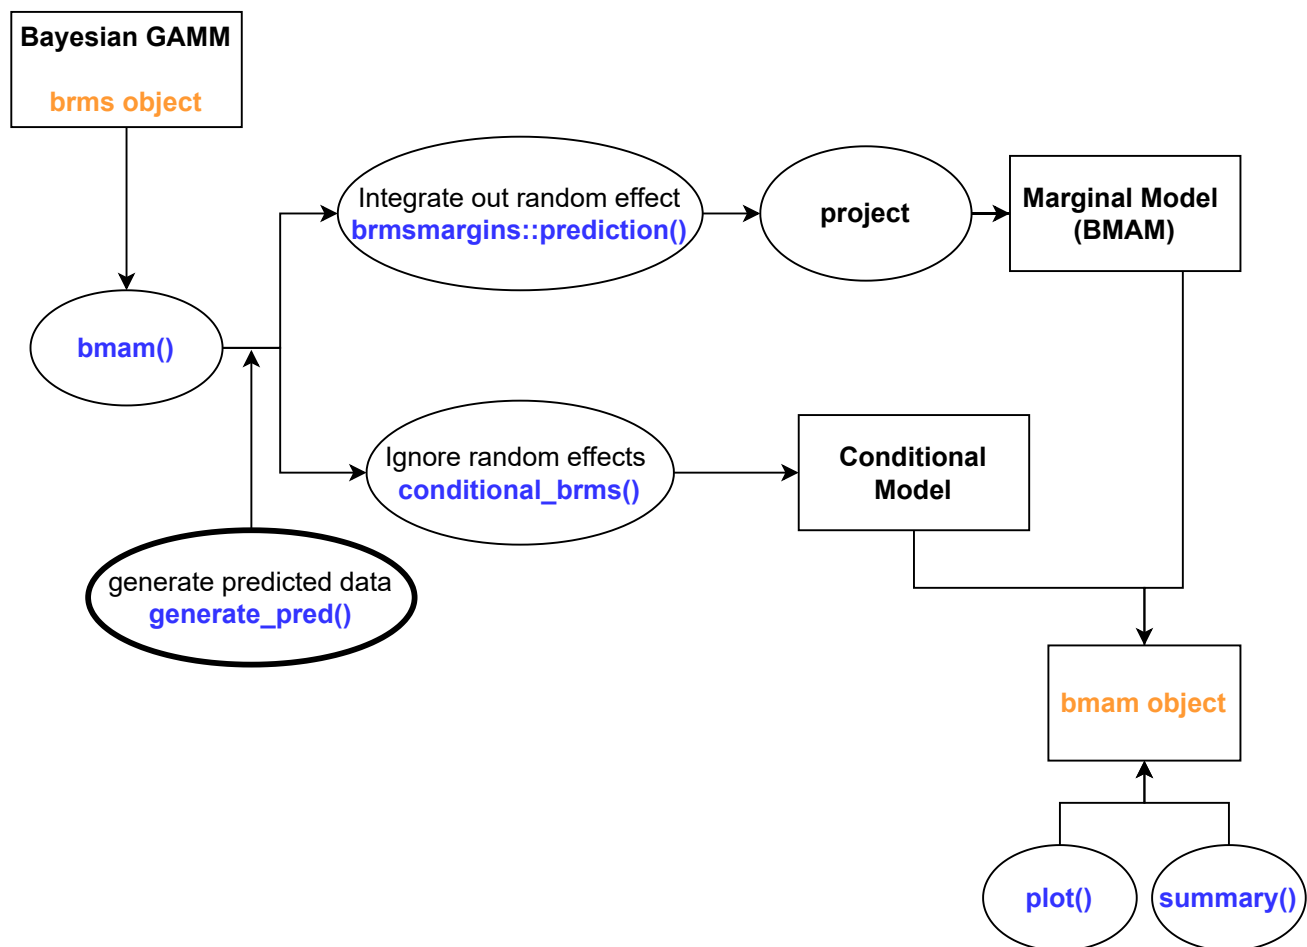 Bayesian GAMM
brms object
Integrate out random effect
brmsmargins::prediction()
project
Marginal Model
(BMAM)
bmam()
Ignore random effects
conditional_brms()
Conditional
Model
generate predicted data
generate_pred()
bmam object
plot()
summary()